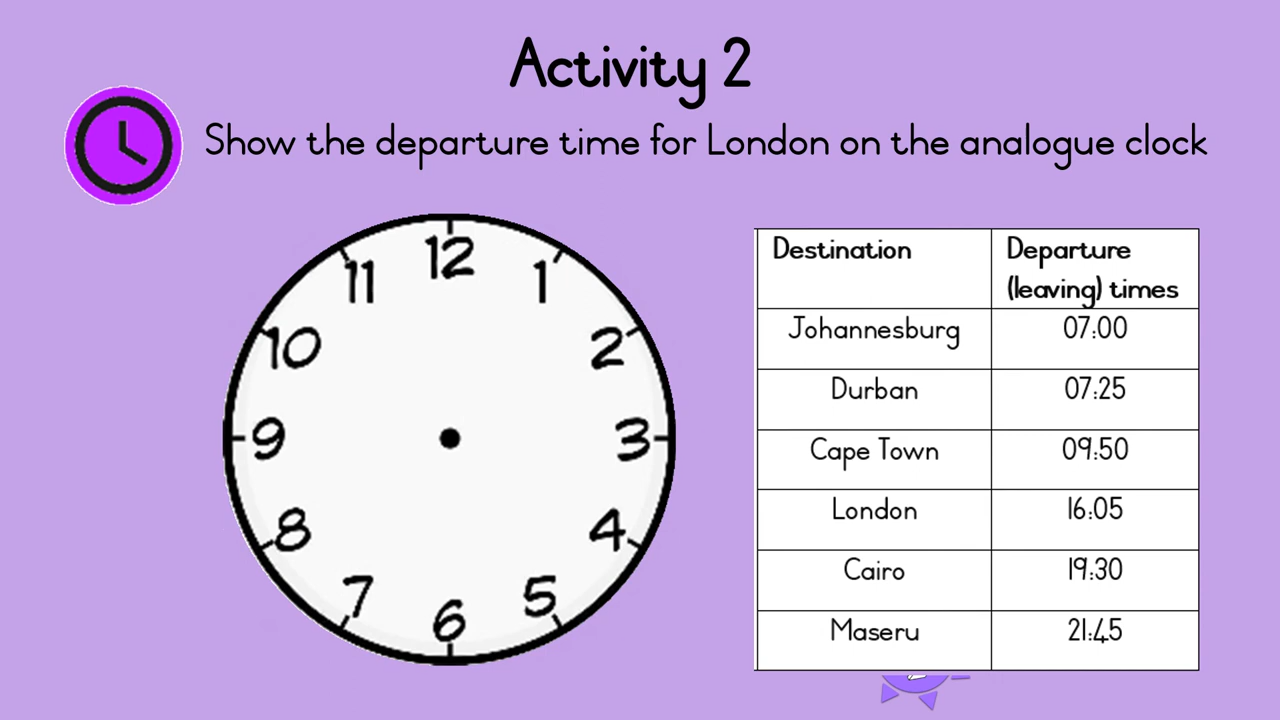 Activity 2
Show the departure time for London on the analogue clock
12
11
1
10
2
9
3
8
4
7
5
6
Destination
Departure
(leaving) times
Johannesburg
07:00
Durban
07:25
Cape Town
09:50
London
16:05
Cairo
19:30
Maseru
21:45